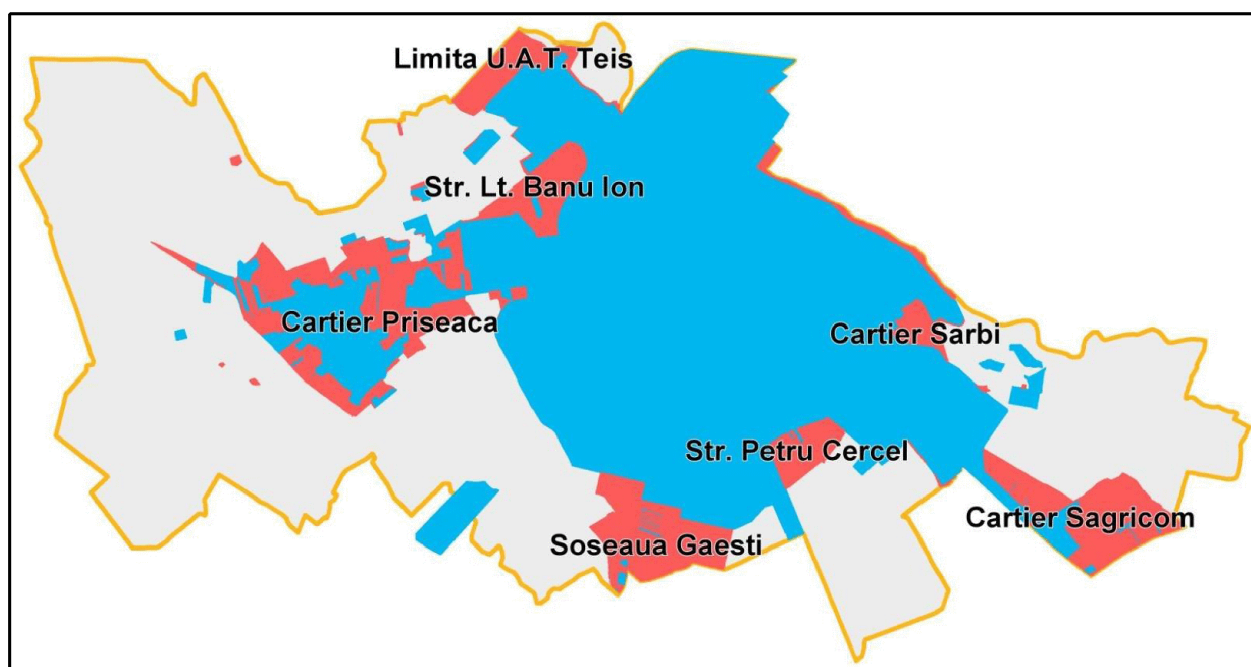 Limita U.A.T. Teis
Str. Lt. Banu Ion
Cartier Priseaca
Cartier Sarbi
Str. Petru Cercel
Cartier Sagricom
Soseaua Gaesti